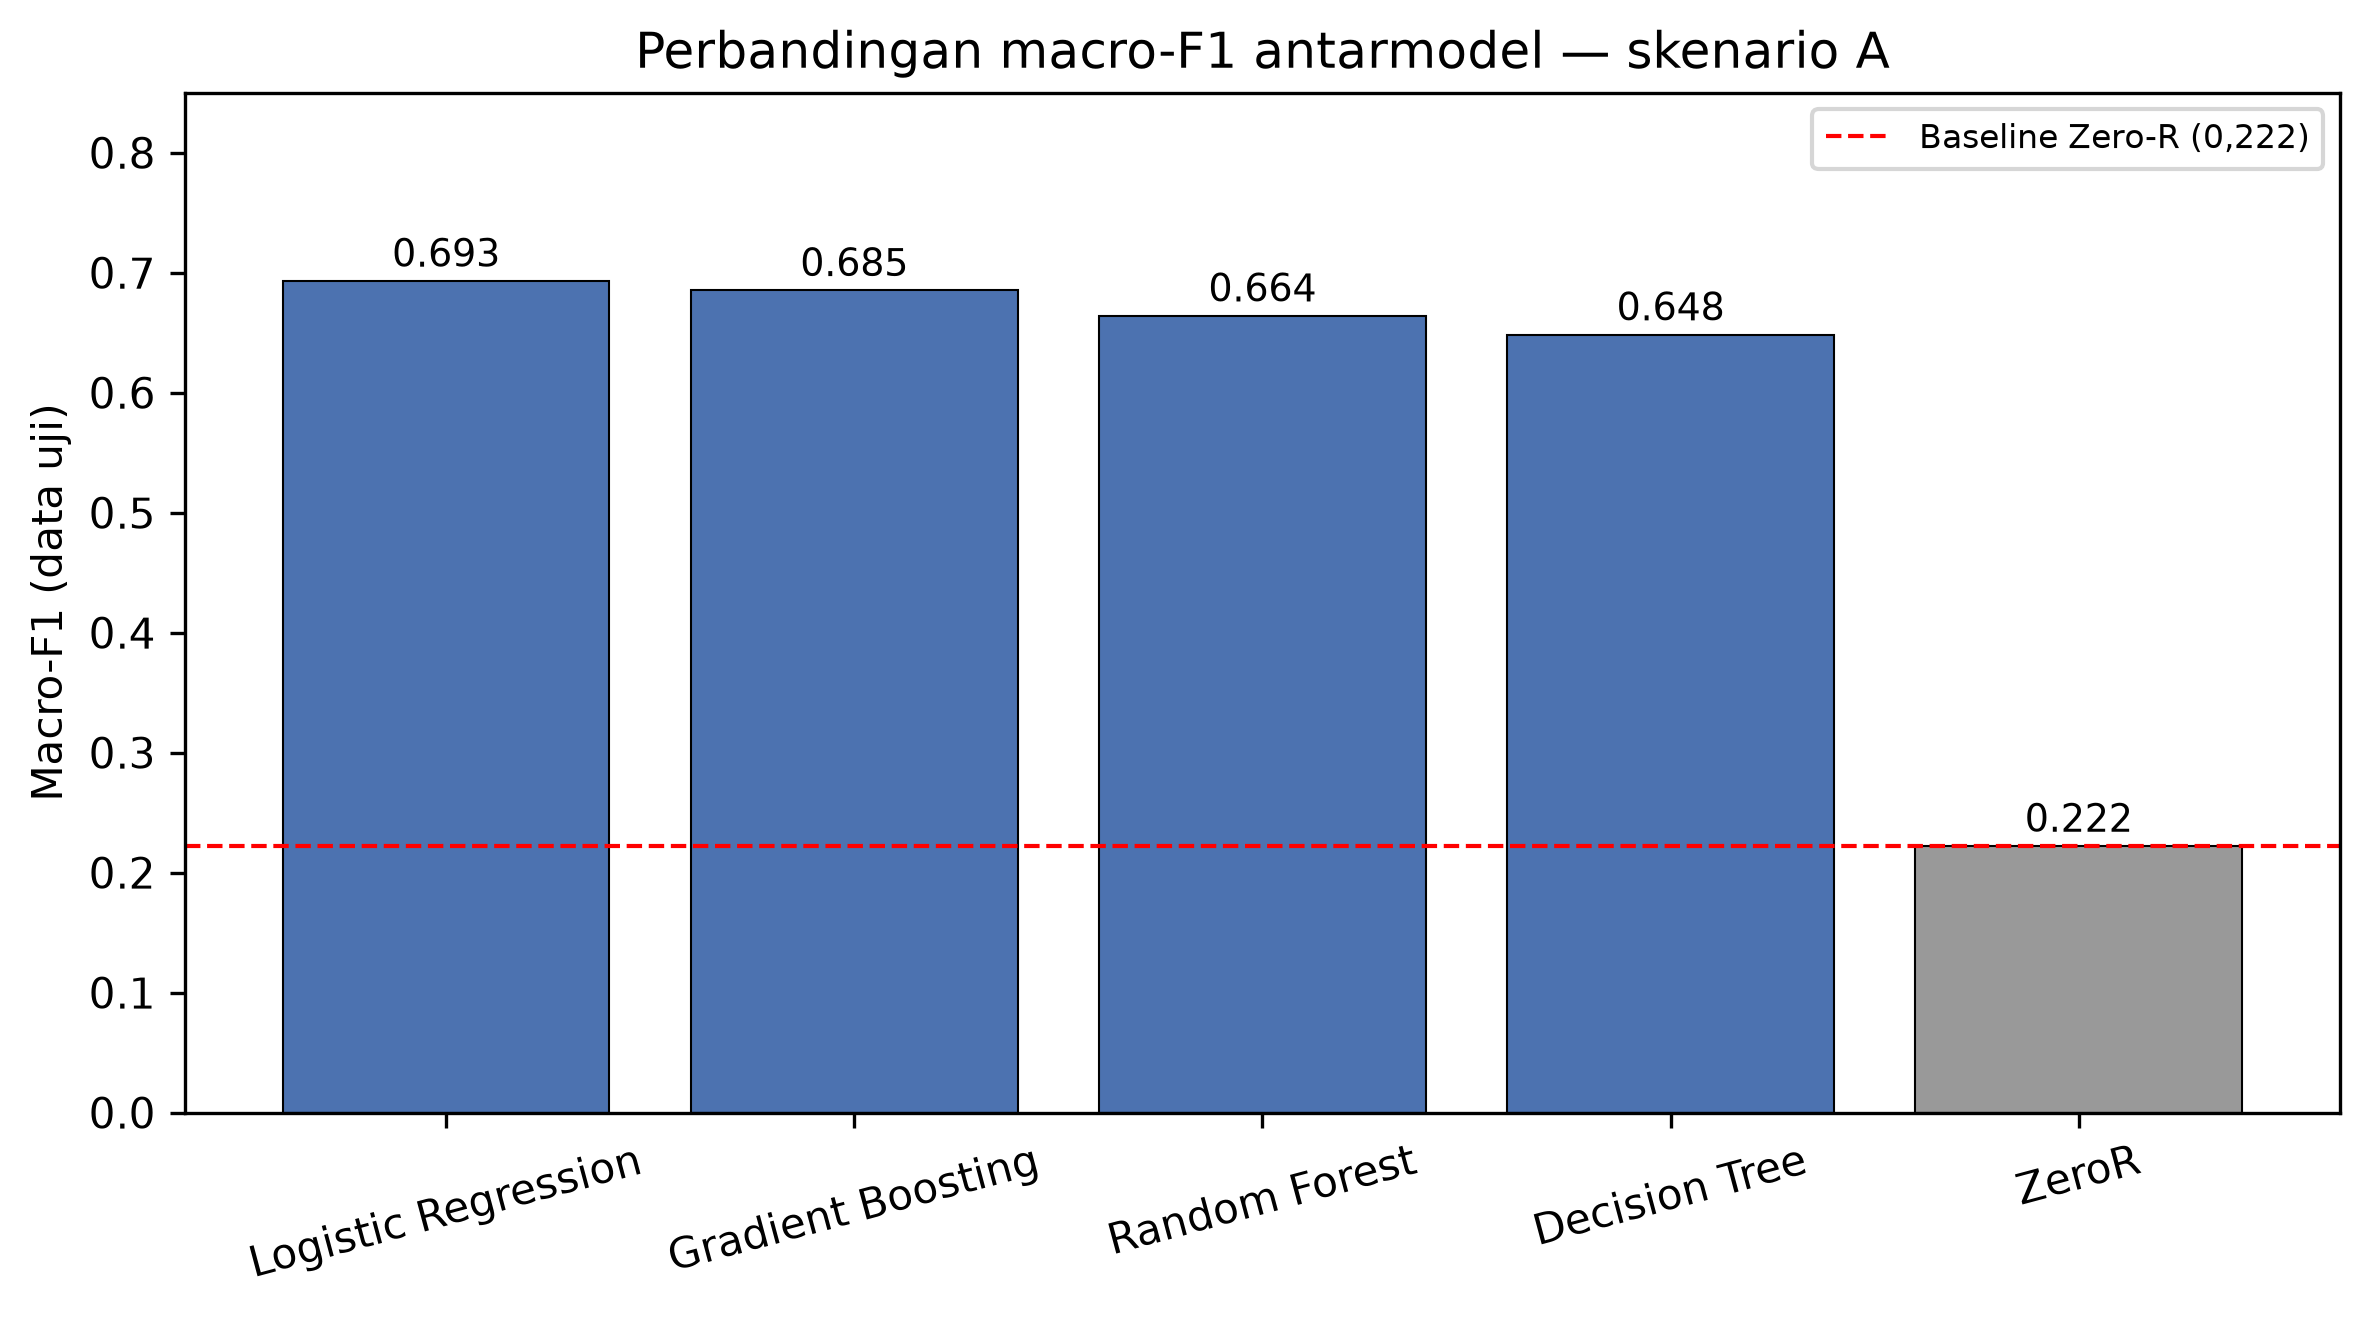 Perbandingan macro-F1 antarmodel — skenario A
Baseline Zero-R (0,222)
Macro-F1 (data uji)
0.8
0.7
0.6
0.5
0.4
0.3
0.2
0.1
0.0
0.693
0.685
0.664
0.648
0.222
Logistic Regression
Gradient Boosting
Random Forest
Decision Tree
ZeroR